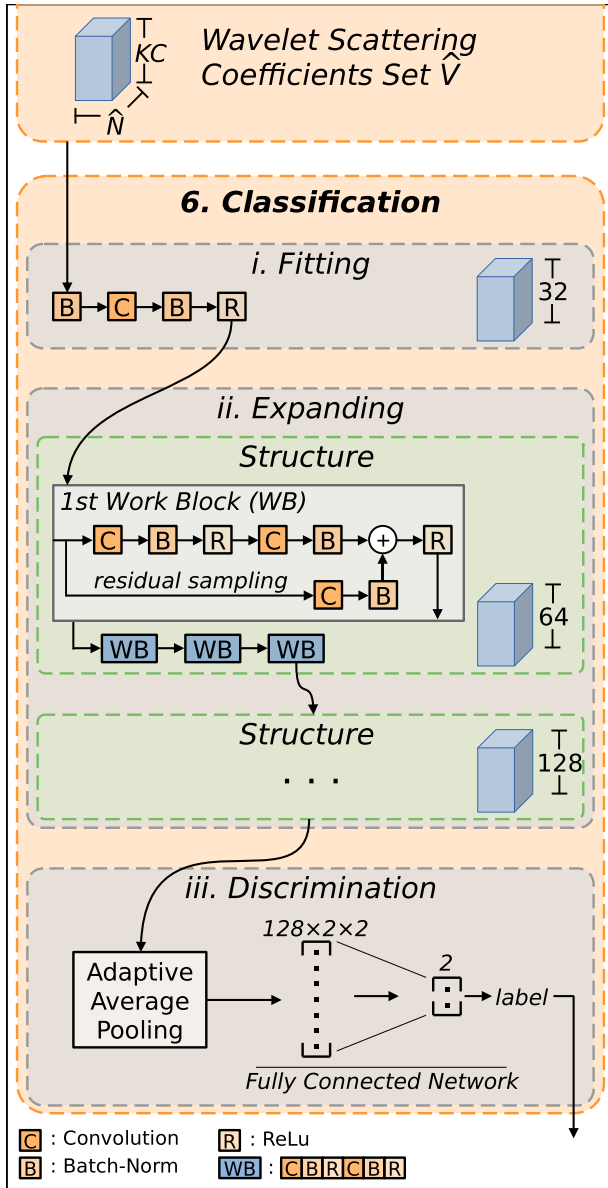 KC
N̂
Wavelet Scattering
Coefficients Set V̂
6. Classification
i. Fitting
B C B R
32
ii. Expanding
Structure
1st Work Block (WB)
C B R C B + R
residual sampling
C B
64
WB WB WB
Structure
. . .
128
iii. Discrimination
128×2×2
Adaptive
Average
Pooling
2
label
Fully Connected Network
C : Convolution
R : ReLu
B : Batch-Norm
WB : C B R C B R